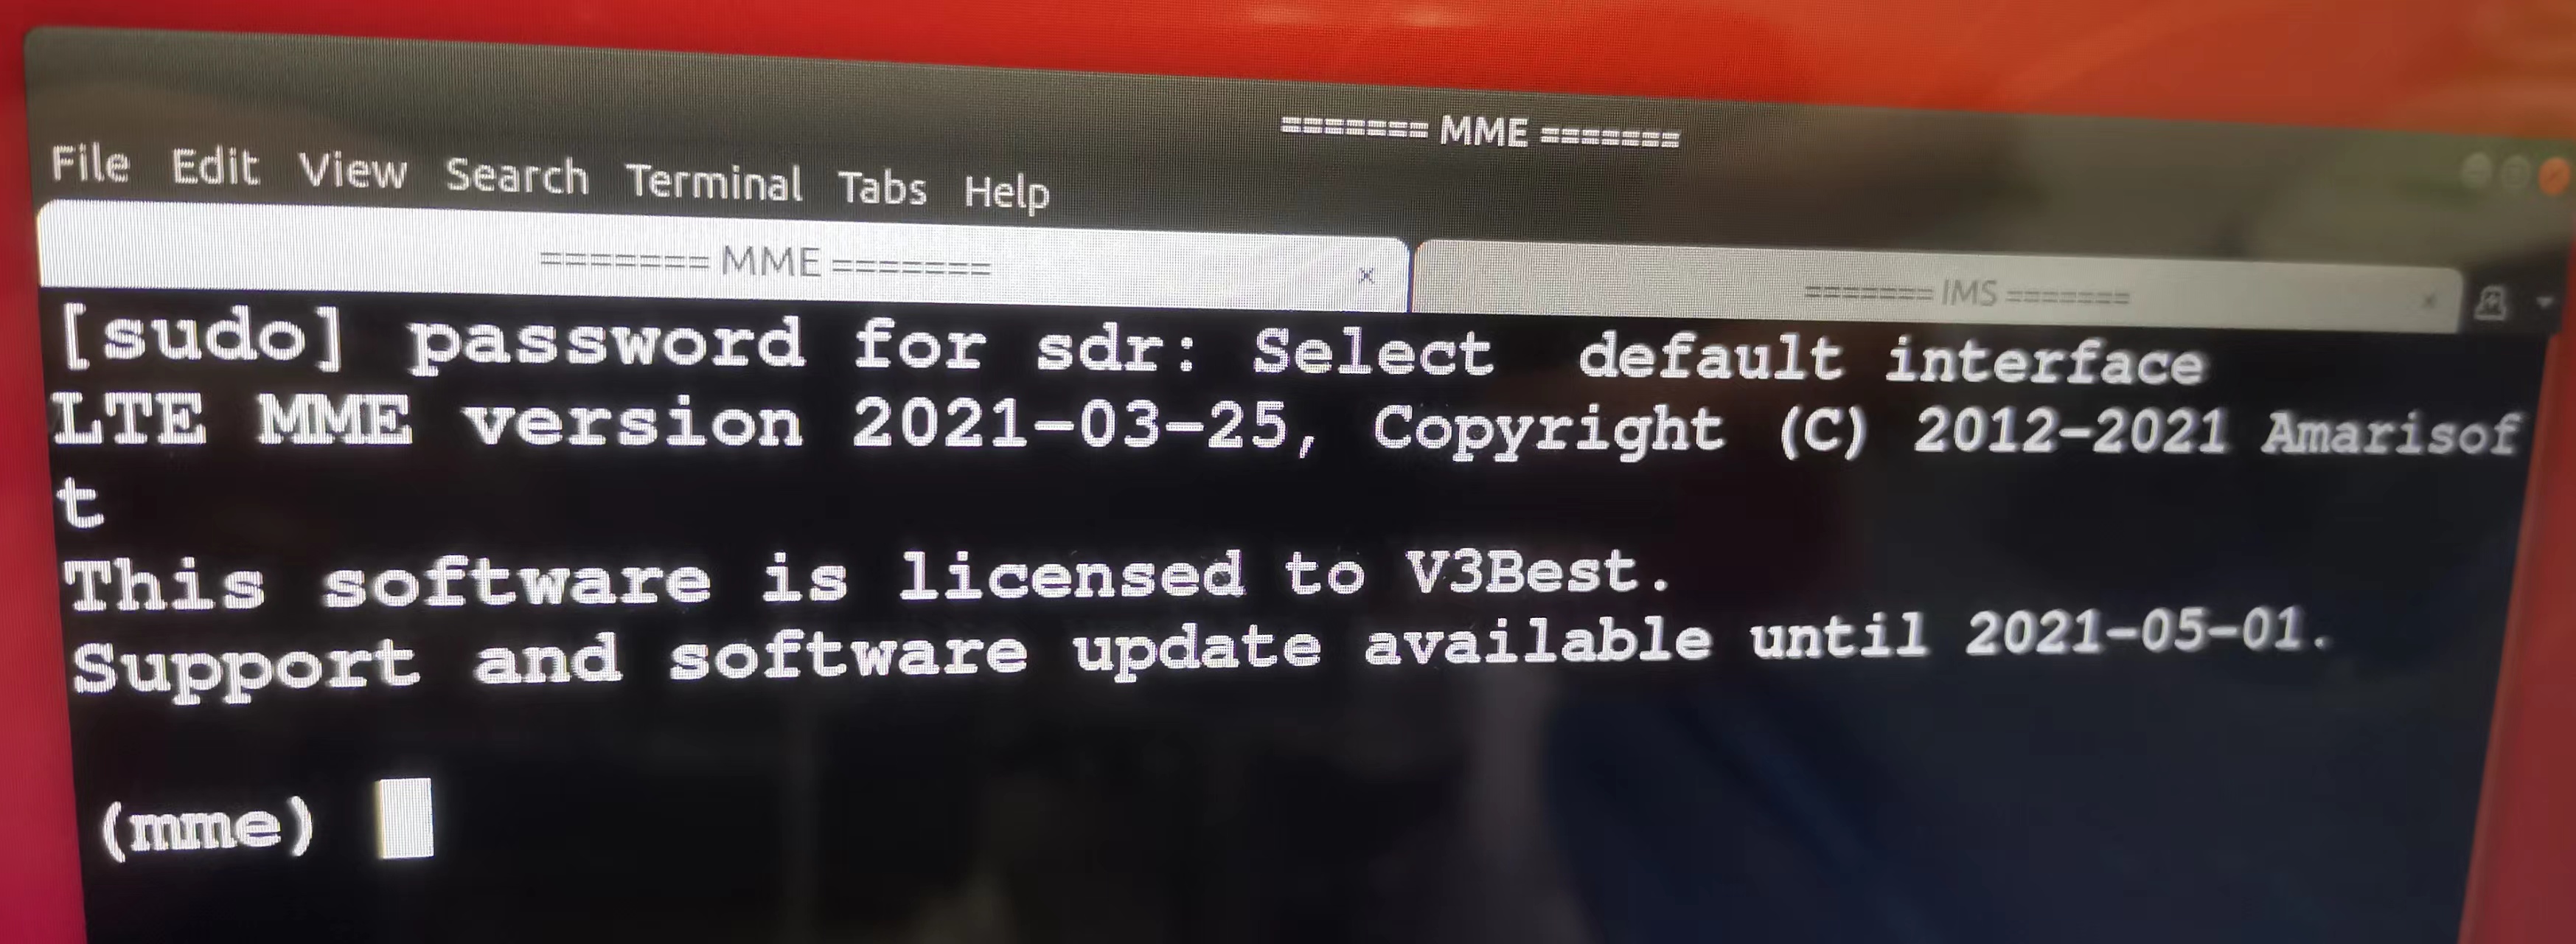 ======= MME =======
File Edit View Search Terminal Tabs Help
======= MME ======= ×
======= IMS ======= ×
[sudo] password for sdr: Select  default interface
LTE MME version 2021-03-25, Copyright (C) 2012-2021 Amarisof
t
This software is licensed to V3Best.
Support and software update available until 2021-05-01.
(mme)